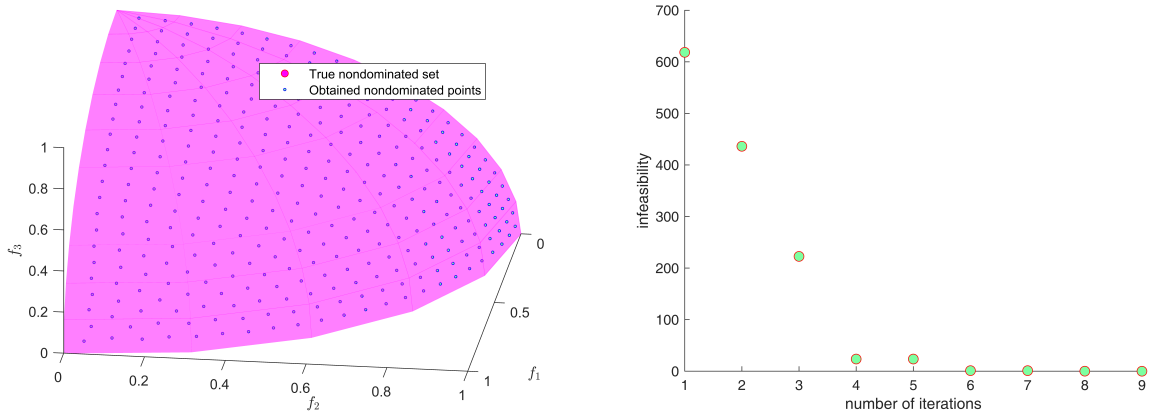 True nondominated set
Obtained nondominated points
1
0.8
0.6
0.4
0.2
0
f3
0
0.2
0.4
0.6
0.8
1
f2
0
0.5
1
f1
700
600
500
400
300
200
100
0
infeasibility
1 2 3 4 5 6 7 8 9
number of iterations